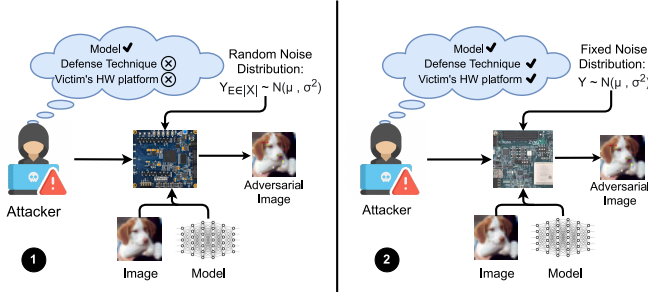 Model ✔
Defense Technique ⊗
Victim's HW platform ⊗
Random Noise
Distribution:
Y_{E∈|X|} ~ N(μ , σ²)
Attacker
Adversarial
Image
1
Image
Model
Model ✔
Defense Technique ✔
Victim's HW platform ✔
Fixed Noise
Distribution:
Y ~ N(μ , σ²)
Attacker
Adversarial
Image
2
Image
Model